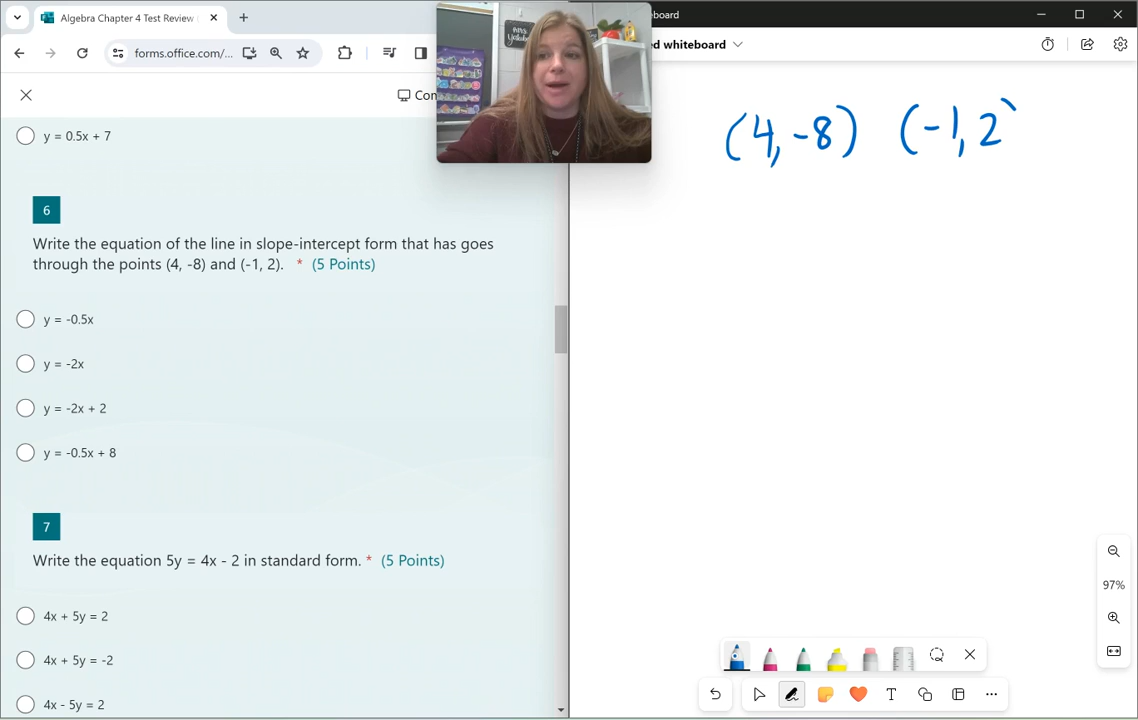 Algebra Chapter 4 Test Review
forms.office.com/...
Con
y = 0.5x + 7
6
Write the equation of the line in slope-intercept form that has goes
through the points (4, -8) and (-1, 2). * (5 Points)
y = -0.5x
y = -2x
y = -2x + 2
y = -0.5x + 8
7
Write the equation 5y = 4x - 2 in standard form. * (5 Points)
4x + 5y = 2
4x + 5y = -2
4x - 5y = 2
board
ed whiteboard
(4, -8) (-1, 2)
97%
T